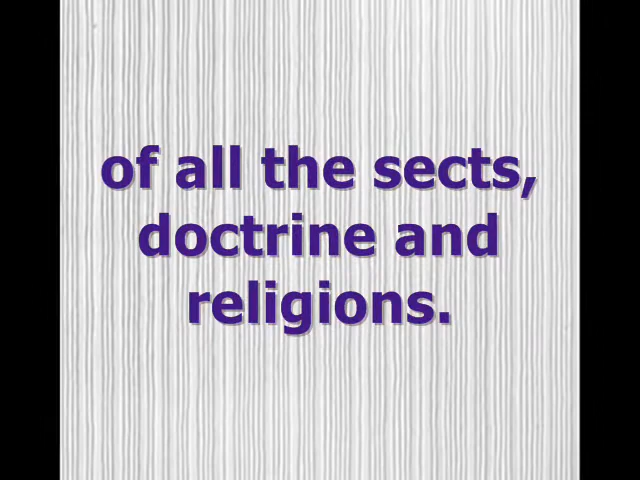 of all the sects,
doctrine and
religions.